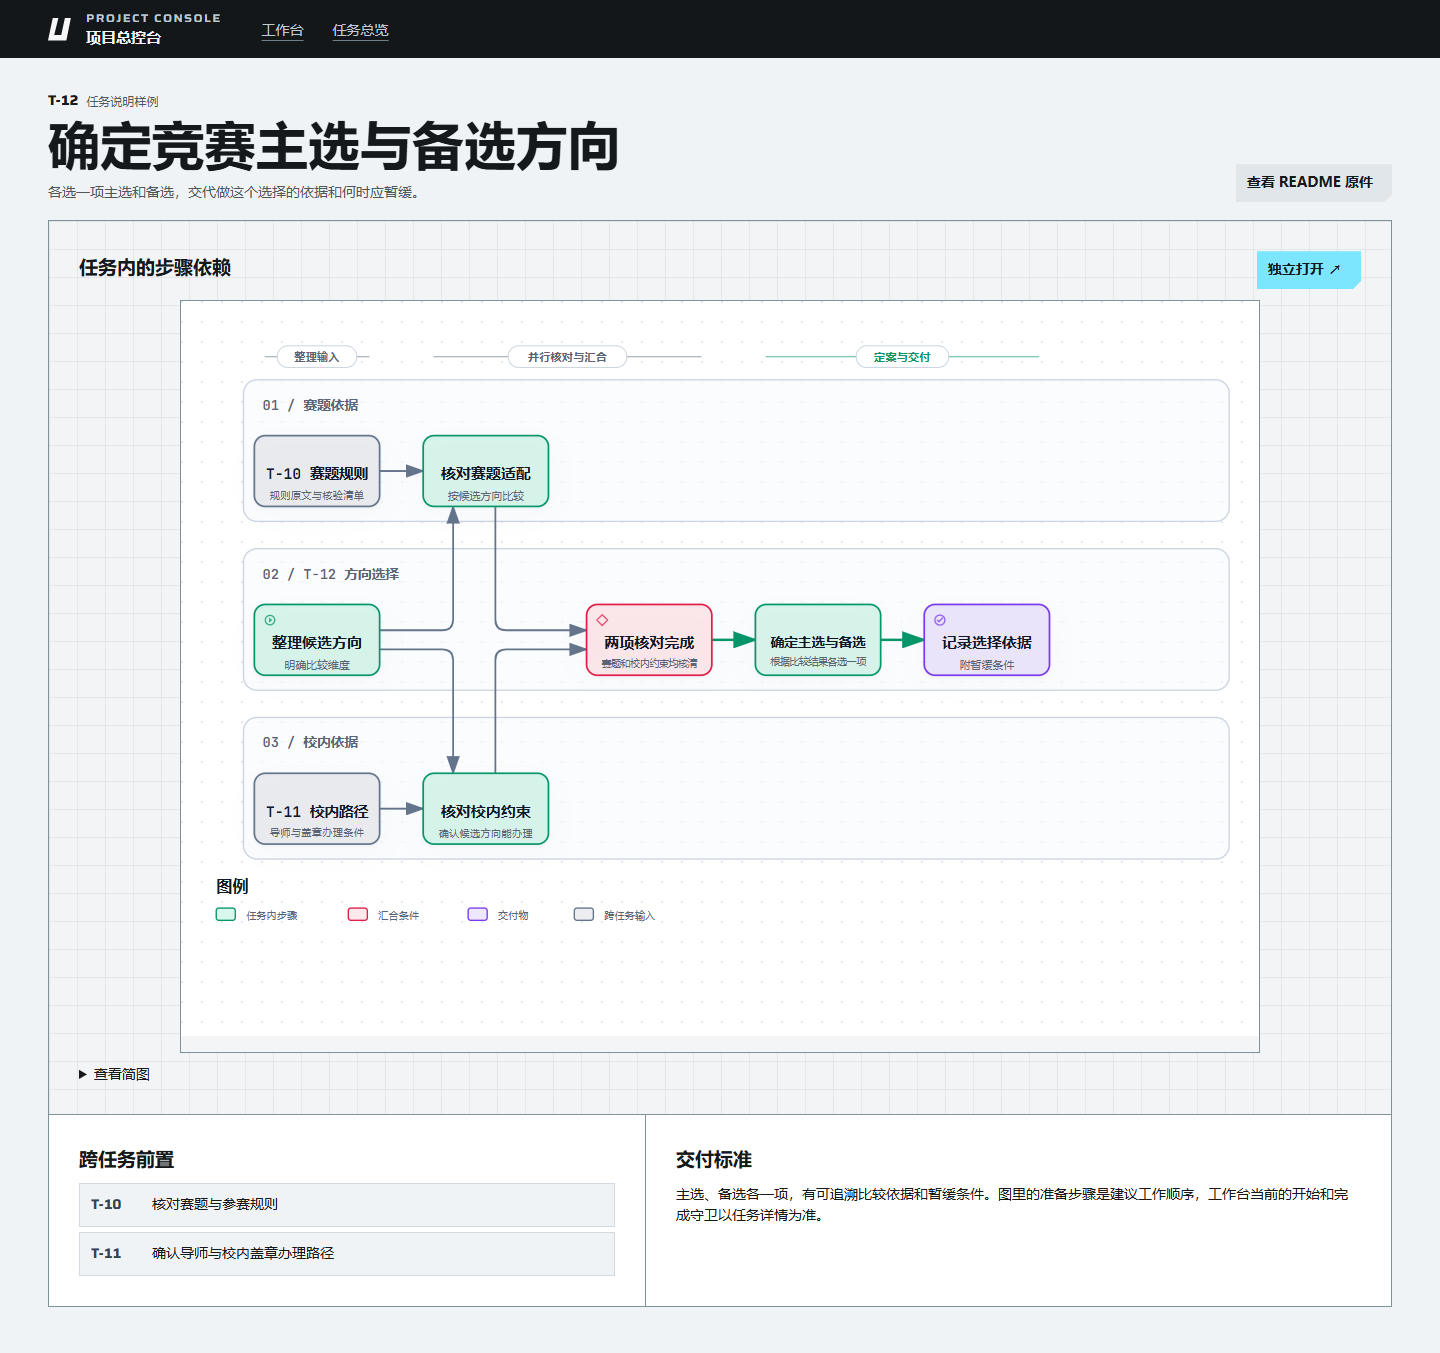 PROJECT CONSOLE
项目总控台
工作台
任务总览
T-12 任务说明样例
确定竞赛主选与备选方向
各选一项主选和备选，交代做这个选择的依据和何时应暂缓。
查看 README 原件
任务内的步骤依赖
独立打开 ↗
整理输入
并行核对与汇合
定案与交付
01 / 赛题依据
T-10 赛题规则
规则原文与核验清单
核对赛题适配
按候选方向比较
02 / T-12 方向选择
整理候选方向
明确比较维度
两项核对完成
赛题和校内约束均核清
确定主选与备选
根据比较结果各选一项
记录选择依据
附暂缓条件
03 / 校内依据
T-11 校内路径
导师与盖章办理条件
核对校内约束
确认候选方向能办理
图例
任务内步骤
汇合条件
交付物
跨任务输入
查看简图
跨任务前置
T-10 核对赛题与参赛规则
T-11 确认导师与校内盖章办理路径
交付标准
主选、备选各一项，有可追溯比较依据和暂缓条件。图里的准备步骤是建议工作顺序，工作台当前的开始和完
成守卫以任务详情为准。